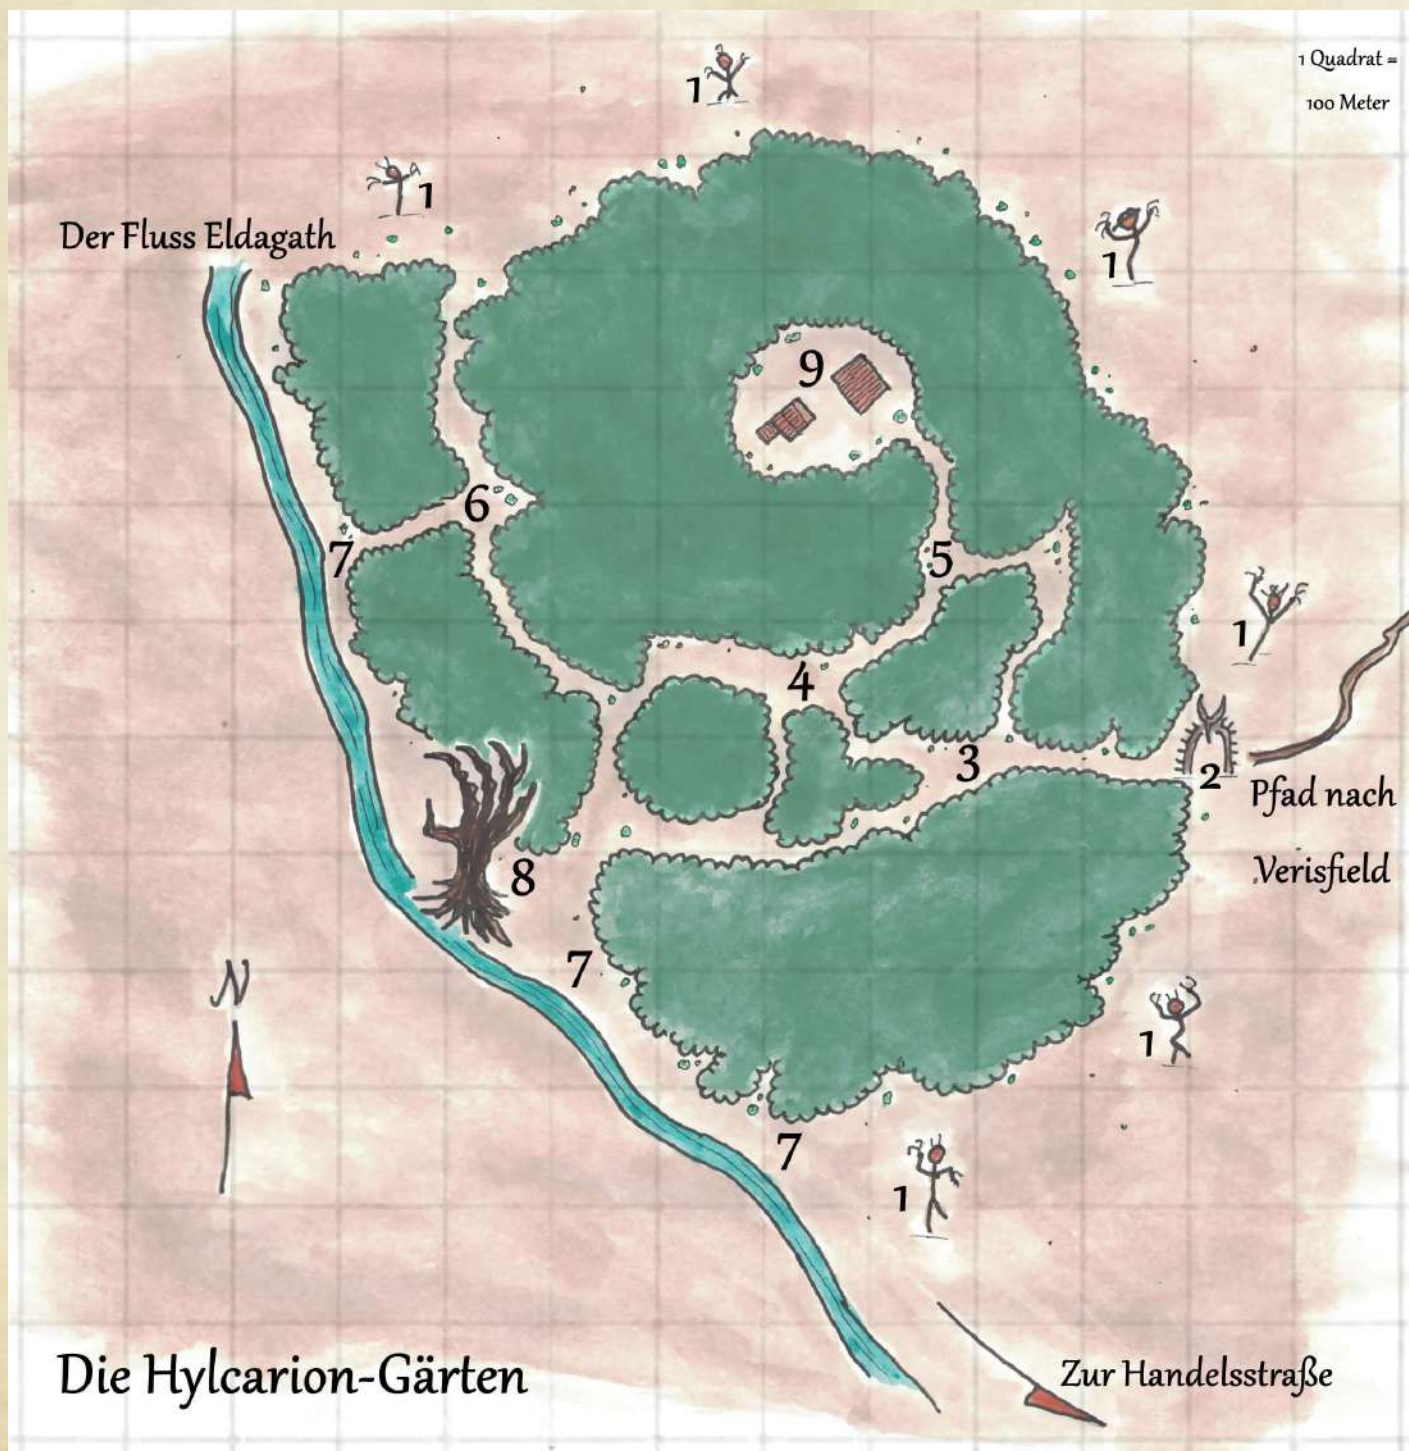 1 Quadrat =
100 Meter
1
1
Der Fluss Eldagath
1
9
6
7
5
1
4
3
2
Pfad nach
Verisfield
8
7
N
1
7
1
Die Hylcarion-Gärten
Zur Handelsstraße